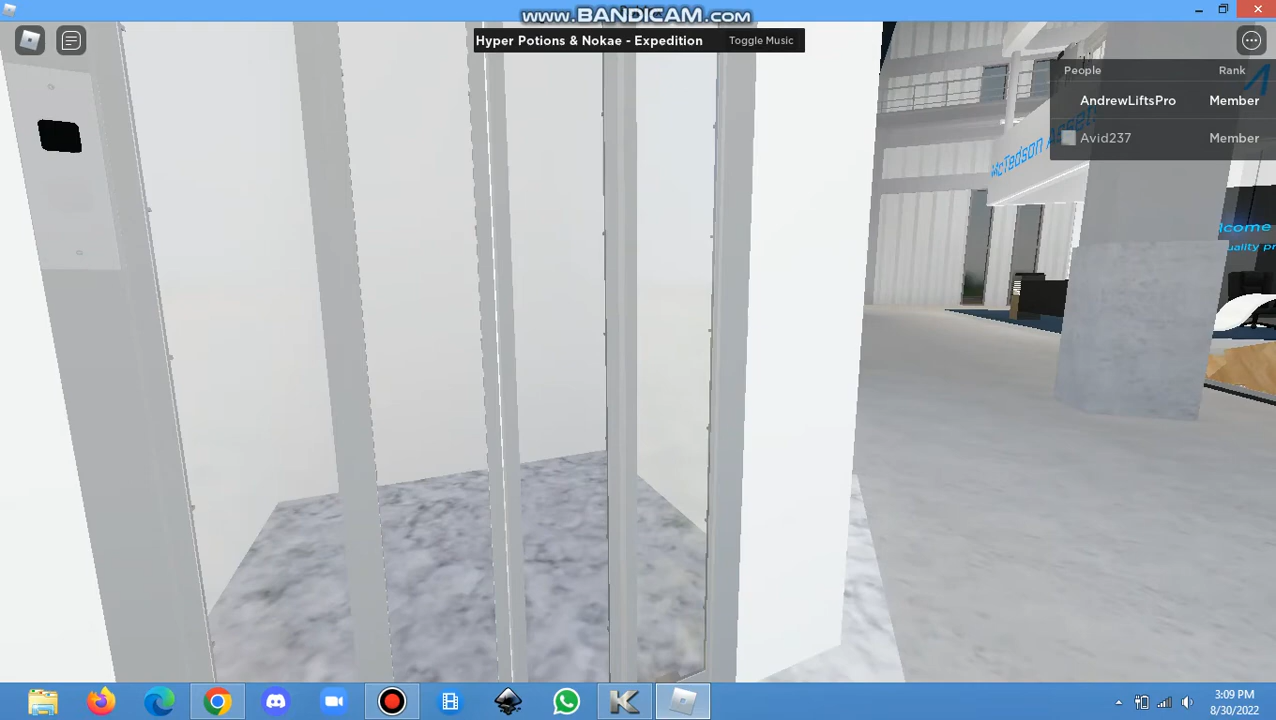 www.BANDICAM.com
Hyper Potions & Nokae - Expedition Toggle Music
People Rank
AndrewLiftsPro Member
Avid237 Member
McTedson
3:09 PM
8/30/2022